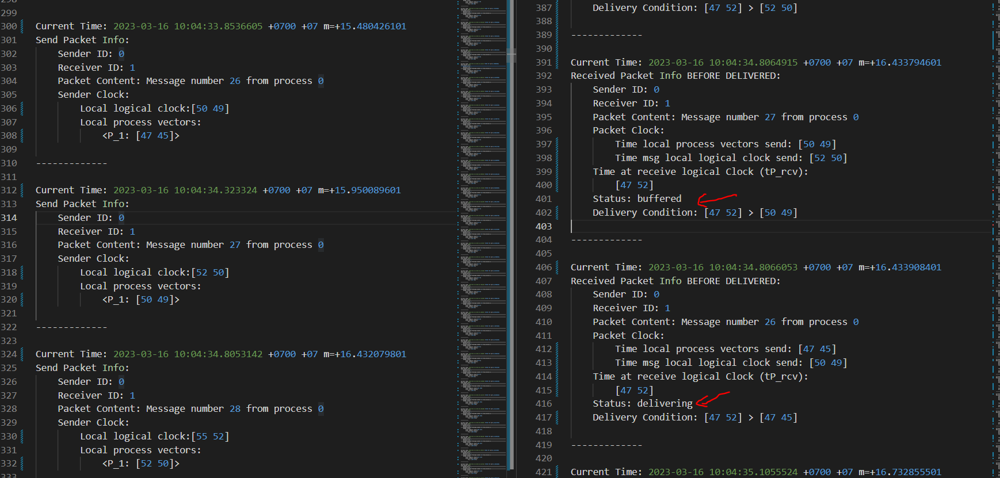 298
299
300 Current Time: 2023-03-16 10:04:33.8536605 +0700 +07 m=+15.480426101
301 Send Packet Info:
302 Sender ID: 0
303 Receiver ID: 1
304 Packet Content: Message number 26 from process 0
305 Sender Clock:
306 Local logical clock:[50 49]
307 Local process vectors:
308 <P_1: [47 45]>
309
310 -------------
311
312 Current Time: 2023-03-16 10:04:34.323324 +0700 +07 m=+15.950089601
313 Send Packet Info:
314 Sender ID: 0
315 Receiver ID: 1
316 Packet Content: Message number 27 from process 0
317 Sender Clock:
318 Local logical clock:[52 50]
319 Local process vectors:
320 <P_1: [50 49]>
321
322 -------------
323
324 Current Time: 2023-03-16 10:04:34.8053142 +0700 +07 m=+16.432079801
325 Send Packet Info:
326 Sender ID: 0
327 Receiver ID: 1
328 Packet Content: Message number 28 from process 0
329 Sender Clock:
330 Local logical clock:[55 52]
331 Local process vectors:
332 <P_1: [52 50]>
333
387 Delivery Condition: [47 52] > [52 50]
388
389 -------------
390
391 Current Time: 2023-03-16 10:04:34.8064915 +0700 +07 m=+16.433794601
392 Received Packet Info BEFORE DELIVERED:
393 Sender ID: 0
394 Receiver ID: 1
395 Packet Content: Message number 27 from process 0
396 Packet Clock:
397 Time local process vectors send: [50 49]
398 Time msg local logical clock send: [52 50]
399 Time at receive logical Clock (tP_rcv):
400 [47 52]
401 Status: buffered
402 Delivery Condition: [47 52] > [50 49]
403
404 -------------
405
406 Current Time: 2023-03-16 10:04:34.8066053 +0700 +07 m=+16.433908401
407 Received Packet Info BEFORE DELIVERED:
408 Sender ID: 0
409 Receiver ID: 1
410 Packet Content: Message number 26 from process 0
411 Packet Clock:
412 Time local process vectors send: [47 45]
413 Time msg local logical clock send: [50 49]
414 Time at receive logical Clock (tP_rcv):
415 [47 52]
416 Status: delivering
417 Delivery Condition: [47 52] > [47 45]
418
419 -------------
420
421 Current Time: 2023-03-16 10:04:35.1055524 +0700 +07 m=+16.732855501